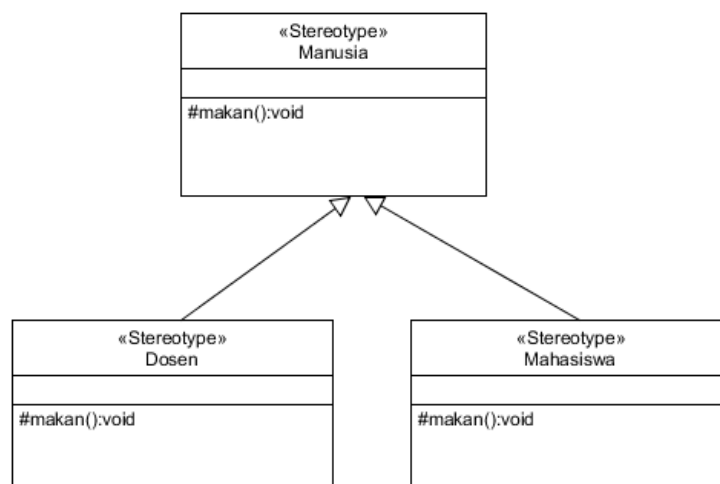 «Stereotype»
Manusia
#makan():void
«Stereotype»
Dosen
#makan():void
«Stereotype»
Mahasiswa
#makan():void